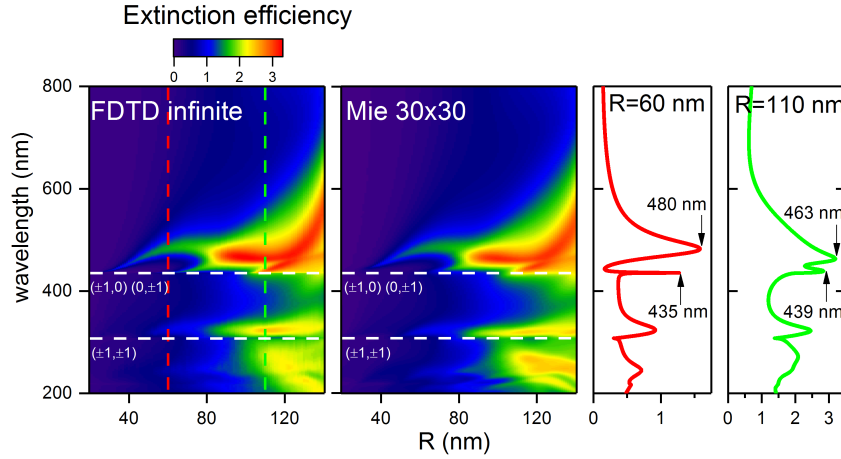 Extinction efficiency
0 1 2 3
800
600
400
200
wavelength (nm)
FDTD infinite
(±1,0) (0,±1)
(±1,±1)
40 80 120
Mie 30x30
(±1,0) (0,±1)
(±1,±1)
40 80 120
R (nm)
R=60 nm
480 nm
435 nm
0 1
R=110 nm
463 nm
439 nm
0 1 2 3